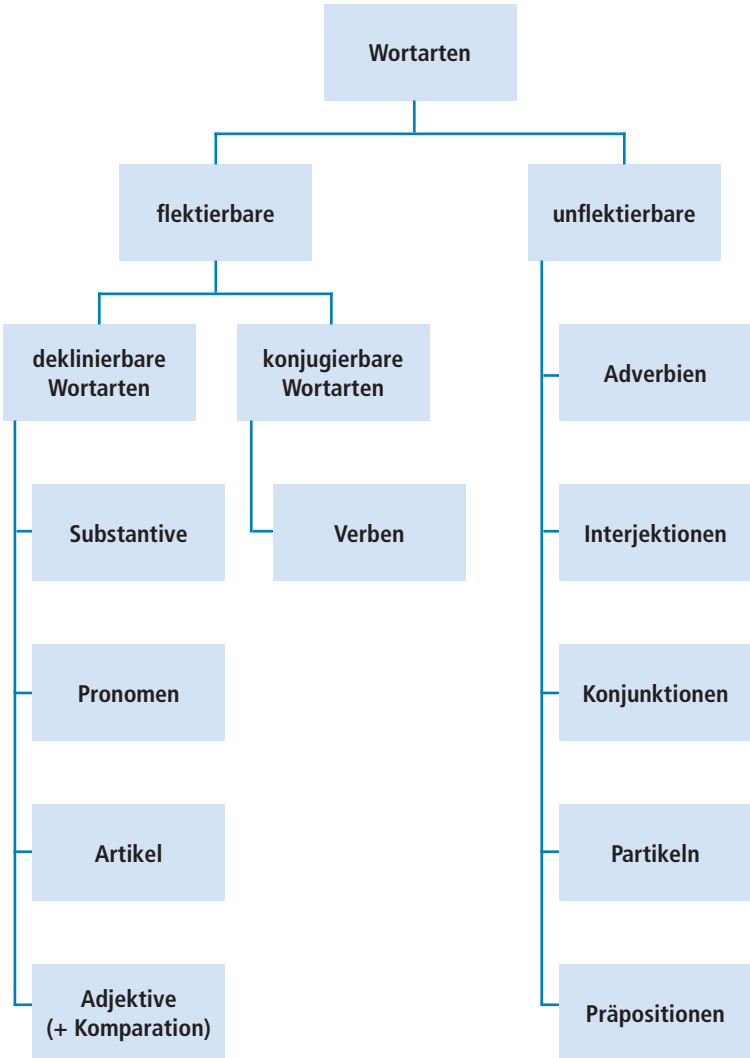 Wortarten
flektierbare
unflektierbare
deklinierbare
Wortarten
konjugierbare
Wortarten
Adverbien
Substantive
Verben
Interjektionen
Pronomen
Konjunktionen
Artikel
Partikeln
Adjektive
(+ Komparation)
Präpositionen